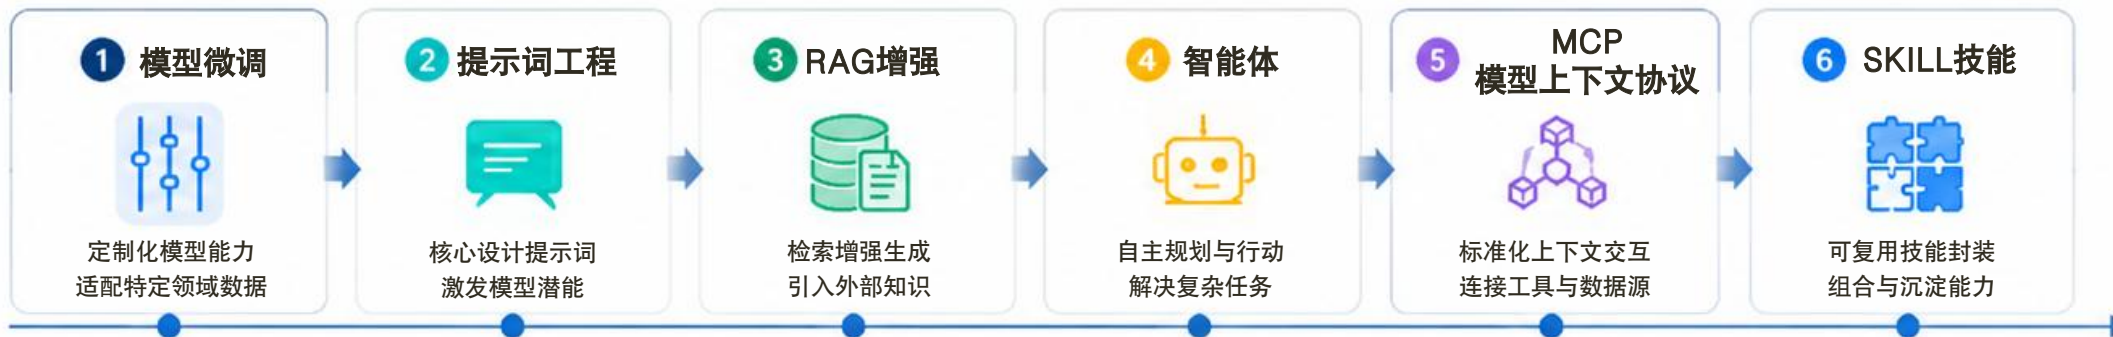 1 模型微调
定制化模型能力
适配特定领域数据
2 提示词工程
核心设计提示词
激发模型潜能
3 RAG增强
检索增强生成
引入外部知识
4 智能体
自主规划与行动
解决复杂任务
5 MCP
模型上下文协议
标准化上下文交互
连接工具与数据源
6 SKILL技能
可复用技能封装
组合与沉淀能力